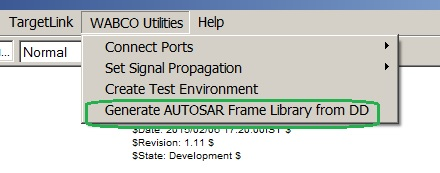 TargetLink WABCO Utilities Help
Normal
Connect Ports
Set Signal Propagation
Create Test Environment
Generate AUTOSAR Frame Library from DD
$Revision: 1.11 $
$State: Development $